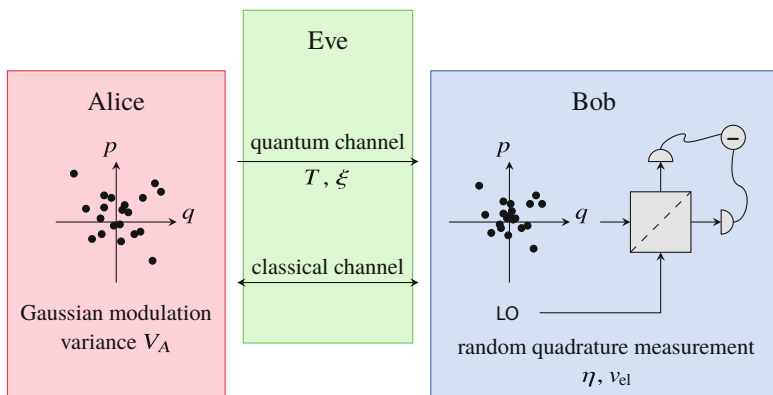 Eve
Alice
Bob
p
q
quantum channel
T, ξ
p
q
−
classical channel
Gaussian modulation
variance V_A
LO
random quadrature measurement
η, v_el